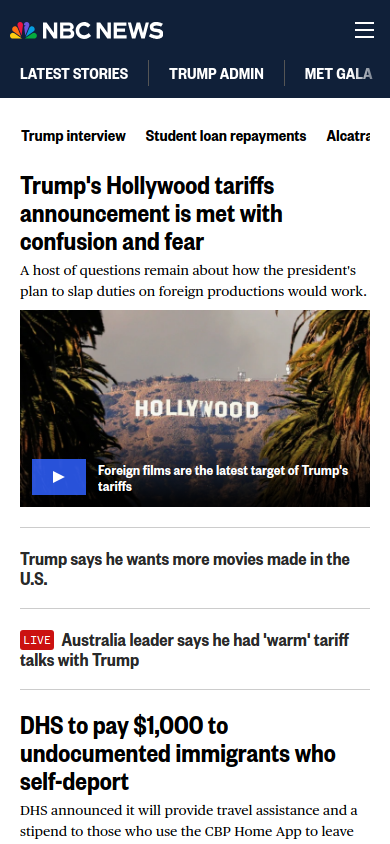 NBC NEWS
LATEST STORIES
TRUMP ADMIN
MET GALA
Trump interview
Student loan repayments
Alcatra
Trump's Hollywood tariffs
announcement is met with
confusion and fear
A host of questions remain about how the president's
plan to slap duties on foreign productions would work.
HOLLYWOOD
Foreign films are the latest target of Trump's
tariffs
Trump says he wants more movies made in the
U.S.
LIVE Australia leader says he had 'warm' tariff
talks with Trump
DHS to pay $1,000 to
undocumented immigrants who
self-deport
DHS announced it will provide travel assistance and a
stipend to those who use the CBP Home App to leave